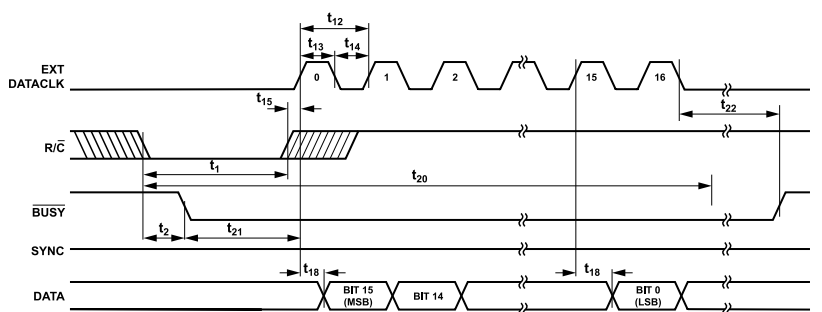 t12
t13 t14
EXT
DATACLK
0 1 2 15 16
t15
t22
R/C
t1
t20
BUSY
t2 t21
SYNC
t18 t18
DATA
BIT 15
(MSB)
BIT 14
BIT 0
(LSB)